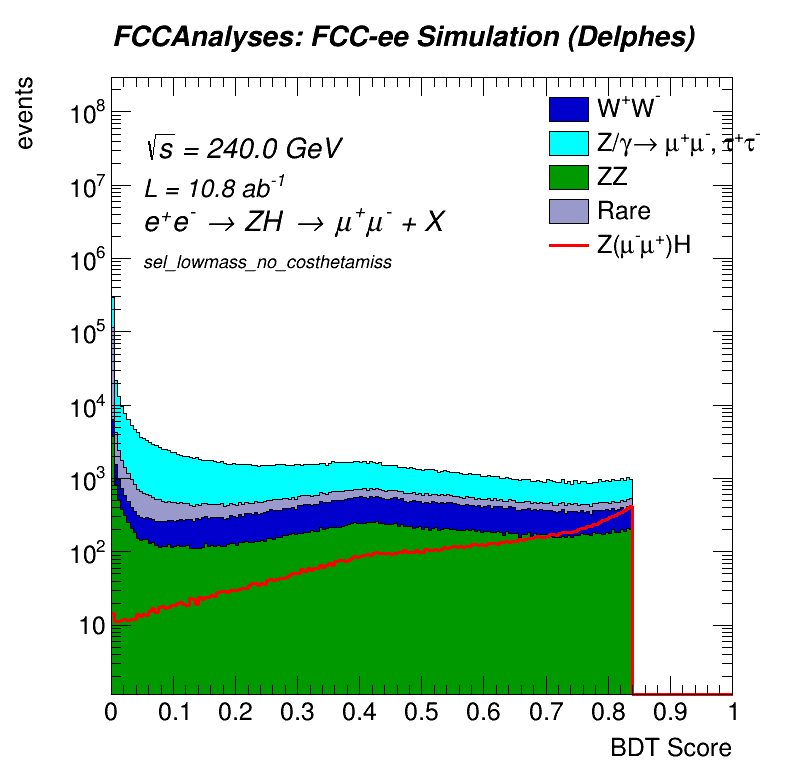 FCCAnalyses: FCC-ee Simulation (Delphes)
events
10⁸
10⁷
10⁶
10⁵
10⁴
10³
10²
10
√s = 240.0 GeV
L = 10.8 ab⁻¹
e⁺e⁻ → ZH → μ⁺μ⁻ + X
sel_lowmass_no_costhetamiss
W⁺W⁻
Z/γ→ μ⁺μ⁻, τ⁺τ⁻
ZZ
Rare
Z(μ⁻μ⁺)H
0 0.1 0.2 0.3 0.4 0.5 0.6 0.7 0.8 0.9 1
BDT Score